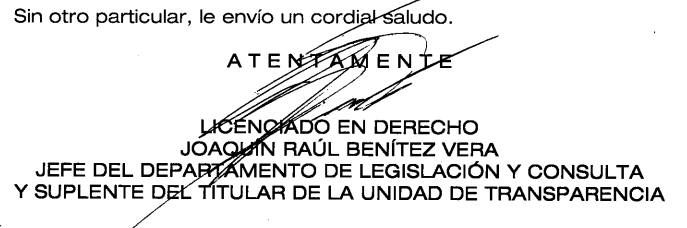 Sin otro particular, le envío un cordial saludo.
A T E N T A M E N T E
LICENCIADO EN DERECHO
JOAQUÍN RAÚL BENÍTEZ VERA
JEFE DEL DEPARTAMENTO DE LEGISLACIÓN Y CONSULTA
Y SUPLENTE DEL TITULAR DE LA UNIDAD DE TRANSPARENCIA